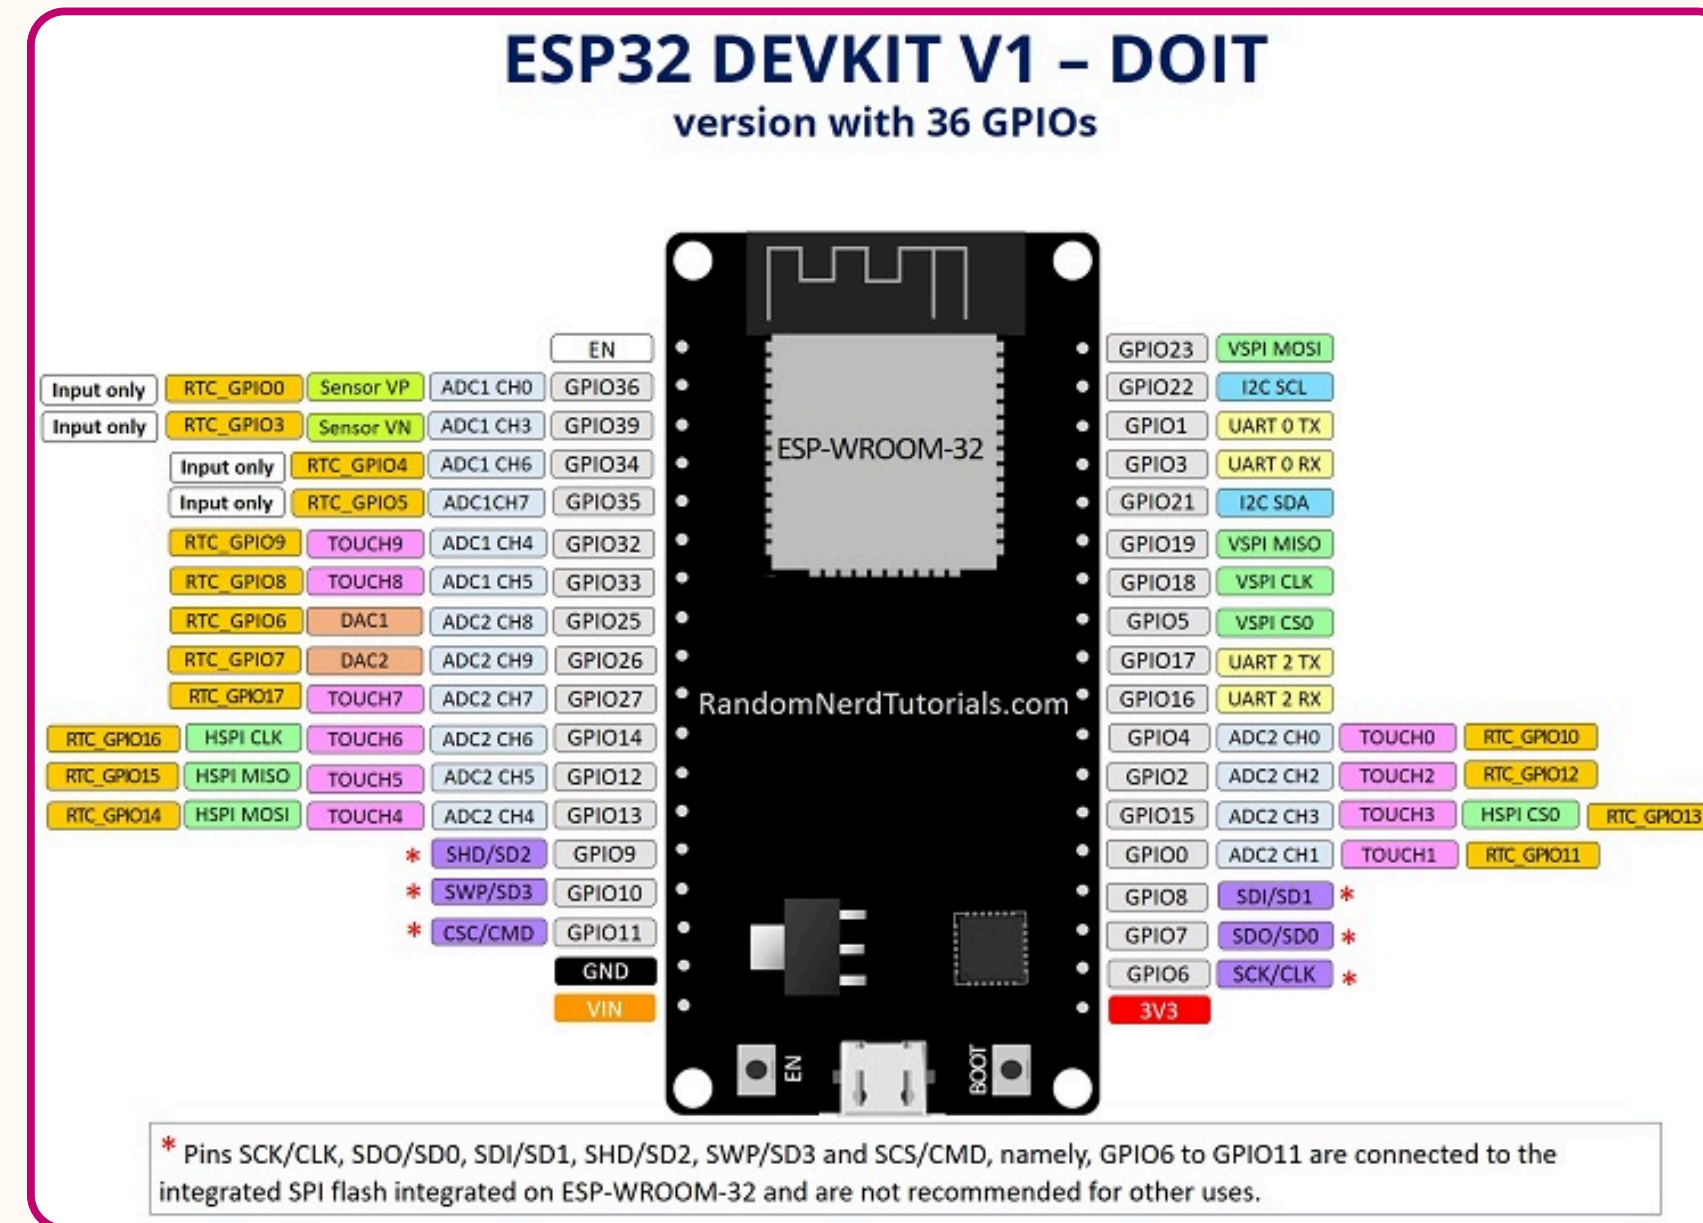 ESP32 DEVKIT V1 – DOIT
version with 36 GPIOs
EN
Input only RTC_GPIO0 Sensor VP ADC1 CH0 GPIO36
Input only RTC_GPIO3 Sensor VN ADC1 CH3 GPIO39
Input only RTC_GPIO4 ADC1 CH6 GPIO34
Input only RTC_GPIO5 ADC1CH7 GPIO35
RTC_GPIO9 TOUCH9 ADC1 CH4 GPIO32
RTC_GPIO8 TOUCH8 ADC1 CH5 GPIO33
RTC_GPIO6 DAC1 ADC2 CH8 GPIO25
RTC_GPIO7 DAC2 ADC2 CH9 GPIO26
RTC_GPIO17 TOUCH7 ADC2 CH7 GPIO27
RTC_GPIO16 HSPI CLK TOUCH6 ADC2 CH6 GPIO14
RTC_GPIO15 HSPI MISO TOUCH5 ADC2 CH5 GPIO12
RTC_GPIO14 HSPI MOSI TOUCH4 ADC2 CH4 GPIO13
* SHD/SD2 GPIO9
* SWP/SD3 GPIO10
* CSC/CMD GPIO11
GND
VIN
ESP-WROOM-32
RandomNerdTutorials.com
EN
BOOT
GPIO23 VSPI MOSI
GPIO22 I2C SCL
GPIO1 UART 0 TX
GPIO3 UART 0 RX
GPIO21 I2C SDA
GPIO19 VSPI MISO
GPIO18 VSPI CLK
GPIO5 VSPI CS0
GPIO17 UART 2 TX
GPIO16 UART 2 RX
GPIO4 ADC2 CH0 TOUCH0 RTC_GPIO10
GPIO2 ADC2 CH2 TOUCH2 RTC_GPIO12
GPIO15 ADC2 CH3 TOUCH3 HSPI CS0 RTC_GPIO13
GPIO0 ADC2 CH1 TOUCH1 RTC_GPIO11
GPIO8 SDI/SD1 *
GPIO7 SDO/SD0 *
GPIO6 SCK/CLK *
3V3
* Pins SCK/CLK, SDO/SD0, SDI/SD1, SHD/SD2, SWP/SD3 and SCS/CMD, namely, GPIO6 to GPIO11 are connected to the
integrated SPI flash integrated on ESP-WROOM-32 and are not recommended for other uses.